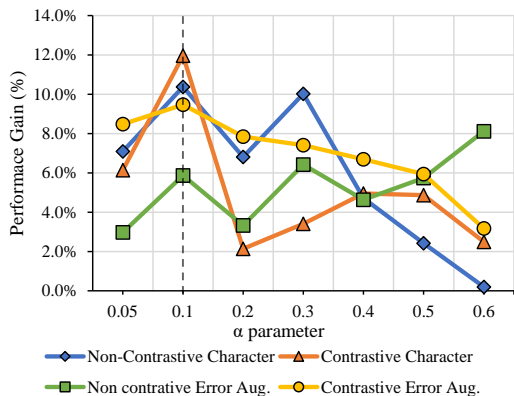 14.0%
12.0%
10.0%
8.0%
6.0%
4.0%
2.0%
0.0%
Performace Gain (%)
0.05 0.1 0.2 0.3 0.4 0.5 0.6
α parameter
Non-Contrastive Character Contrastive Character
Non contrative Error Aug. Contrastive Error Aug.